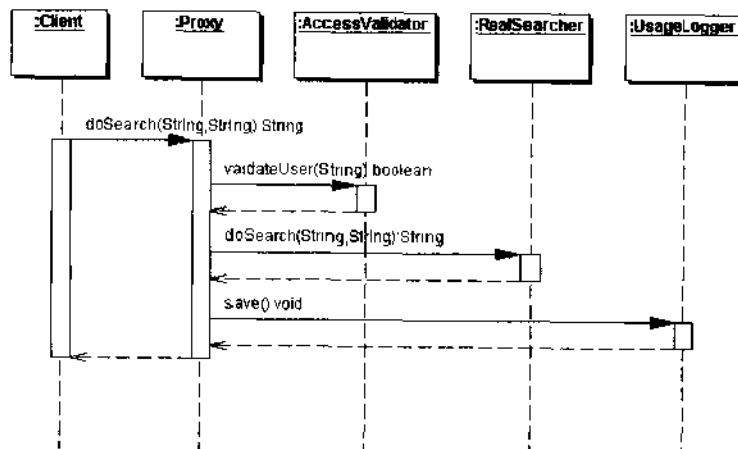 :Client
:Proxy
:AccessValidator
:RealSearcher
:UsageLogger
doSearch(String,String) String
validateUser(String) boolean
doSearch(String,String):String
save() void